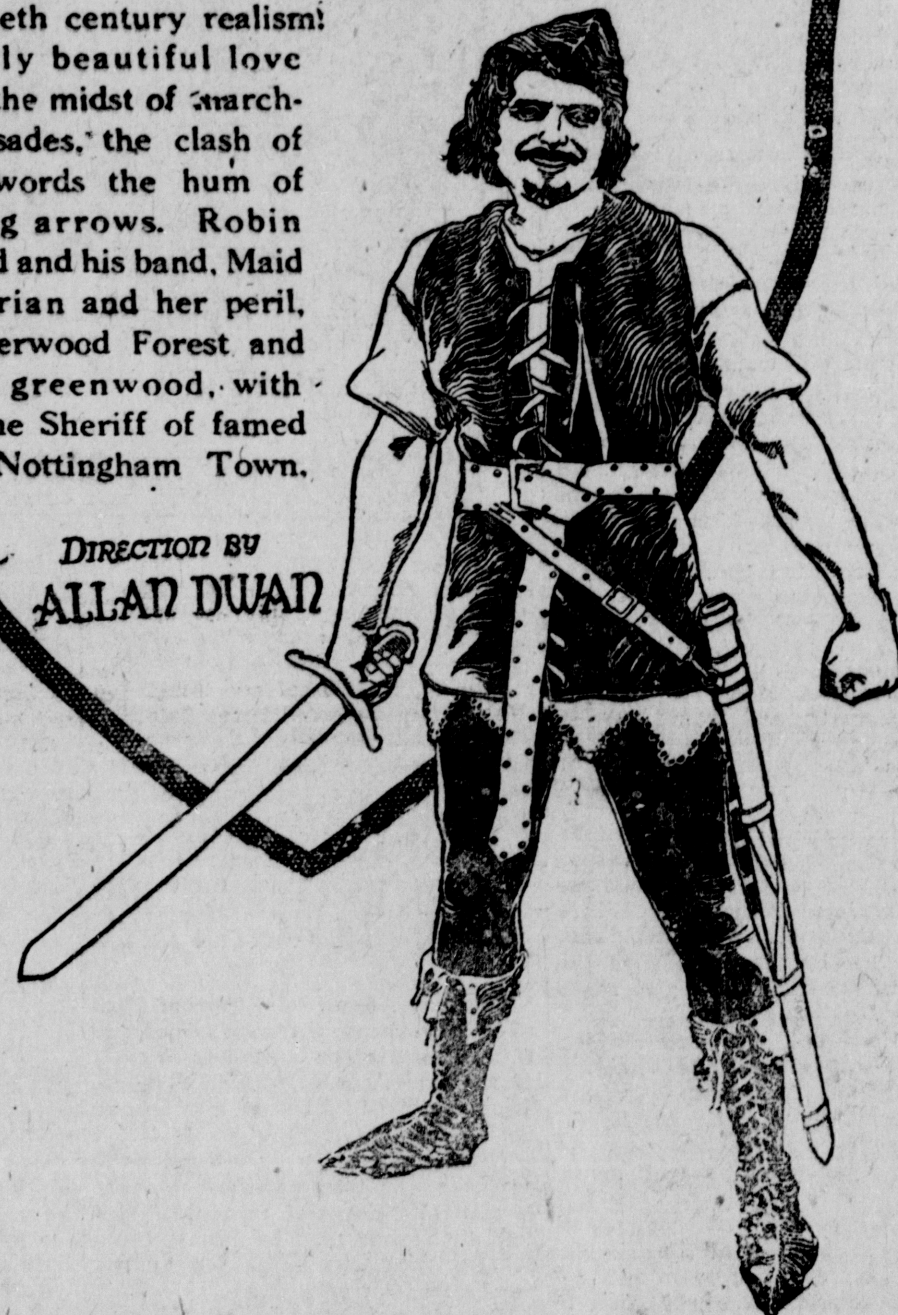 eth century realism!
ly beautiful love
he midst of march-
sades, the clash of
words the hum of
g arrows. Robin
d and his band, Maid
rian and her peril,
erwood Forest and
greenwood, with
e Sheriff of famed
Nottingham Town.
DIRECTION BY
ALLAN DWAN